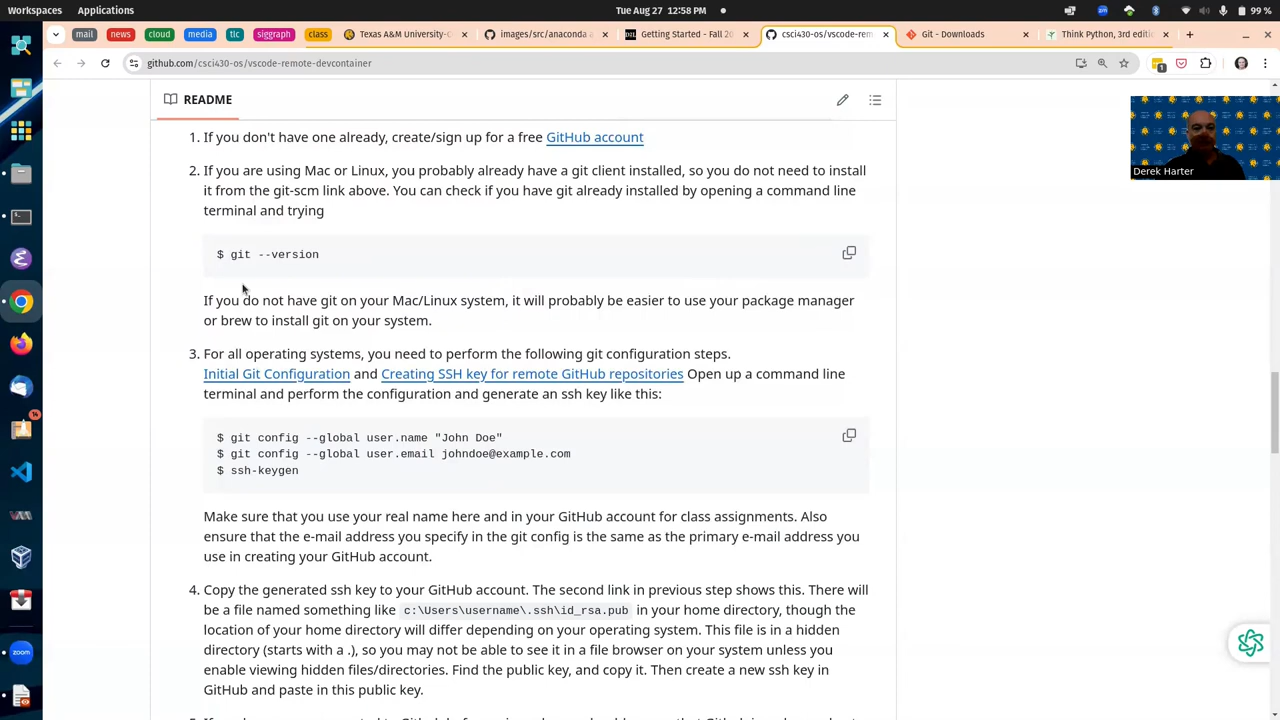 Workspaces Applications Tue Aug 27 12:58 PM 99 %
mail news cloud media tlc siggraph class Texas A&M University-C images/src/anaconda a D2L Getting Started - Fall 20 csci430-os/vscode-rem Git - Downloads Think Python, 3rd editi
github.com/csci430-os/vscode-remote-devcontainer 1
README
Derek Harter
1. If you don't have one already, create/sign up for a free GitHub account
2. If you are using Mac or Linux, you probably already have a git client installed, so you do not need to install
it from the git-scm link above. You can check if you have git already installed by opening a command line
terminal and trying
$ git --version
If you do not have git on your Mac/Linux system, it will probably be easier to use your package manager
or brew to install git on your system.
3. For all operating systems, you need to perform the following git configuration steps.
Initial Git Configuration and Creating SSH key for remote GitHub repositories Open up a command line
terminal and perform the configuration and generate an ssh key like this:
14
$ git config --global user.name "John Doe"
$ git config --global user.email johndoe@example.com
$ ssh-keygen
Make sure that you use your real name here and in your GitHub account for class assignments. Also
ensure that the e-mail address you specify in the git config is the same as the primary e-mail address you
use in creating your GitHub account.
4. Copy the generated ssh key to your GitHub account. The second link in previous step shows this. There will
be a file named something like c:\Users\username\.ssh\id_rsa.pub in your home directory, though the
location of your home directory will differ depending on your operating system. This file is in a hidden
directory (starts with a .), so you may not be able to see it in a file browser on your system unless you
zoom
enable viewing hidden files/directories. Find the public key, and copy it. Then create a new ssh key in
GitHub and paste in this public key.